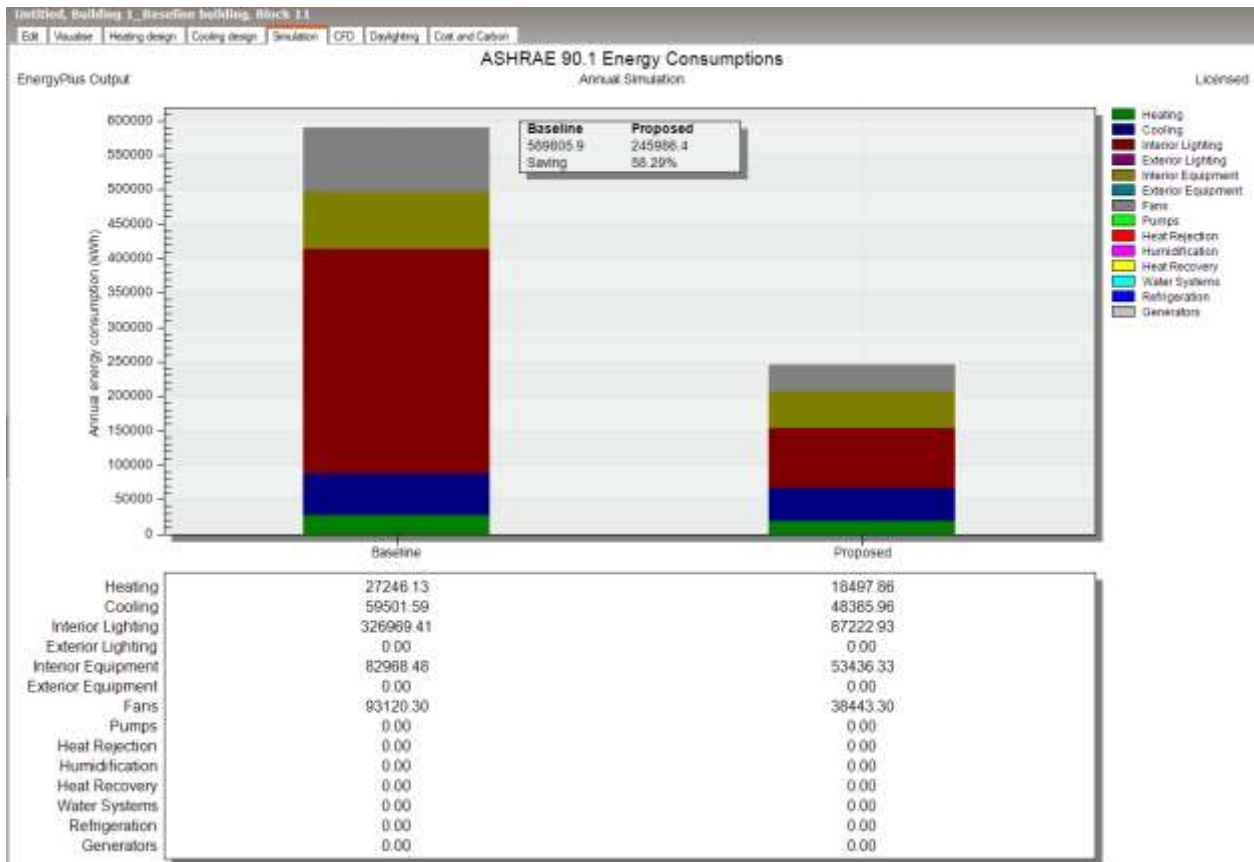 Untitled, Building 1_Baseline building, Block 11
Edit Visualise Heating design Cooling design Simulation CFD Daylighting Cost and Carbon
ASHRAE 90.1 Energy Consumptions
EnergyPlus Output Annual Simulation Licensed
Baseline Proposed
589805.9 245986.4
Saving 58.29%
Heating
Cooling
Interior Lighting
Exterior Lighting
Interior Equipment
Exterior Equipment
Fans
Pumps
Heat Rejection
Humidification
Heat Recovery
Water Systems
Refrigeration
Generators
Annual energy consumption (kWh)
600000
550000
500000
450000
400000
350000
300000
250000
200000
150000
100000
50000
0
Baseline Proposed
Heating 27246.13 18497.86
Cooling 59501.59 48385.96
Interior Lighting 326969.41 87222.93
Exterior Lighting 0.00 0.00
Interior Equipment 82968.48 53436.33
Exterior Equipment 0.00 0.00
Fans 93120.30 38443.30
Pumps 0.00 0.00
Heat Rejection 0.00 0.00
Humidification 0.00 0.00
Heat Recovery 0.00 0.00
Water Systems 0.00 0.00
Refrigeration 0.00 0.00
Generators 0.00 0.00